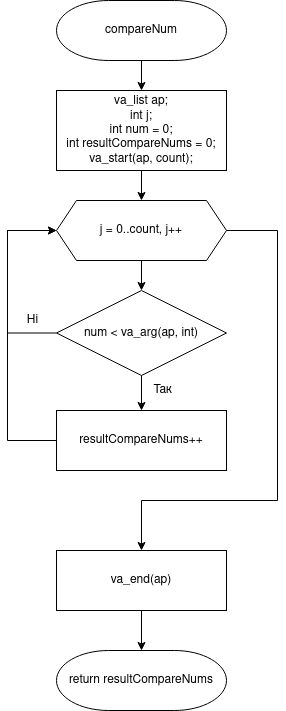 compareNum
va_list ap;
int j;
int num = 0;
int resultCompareNums = 0;
va_start(ap, count);
j = 0..count, j++
num < va_arg(ap, int)
Ні
Так
resultCompareNums++
va_end(ap)
return resultCompareNums